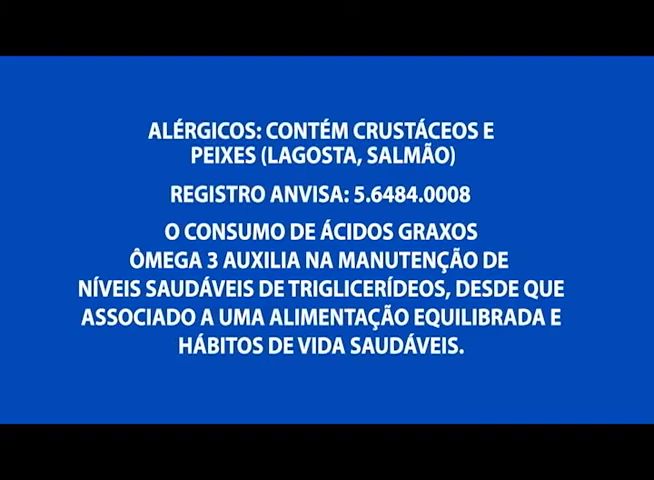 ALÉRGICOS: CONTÉM CRUSTÁCEOS E
PEIXES (LAGOSTA, SALMÃO)
REGISTRO ANVISA: 5.6484.0008
O CONSUMO DE ÁCIDOS GRAXOS
ÔMEGA 3 AUXILIA NA MANUTENÇÃO DE
NÍVEIS SAUDÁVEIS DE TRIGLICERÍDEOS, DESDE QUE
ASSOCIADO A UMA ALIMENTAÇÃO EQUILIBRADA E
HÁBITOS DE VIDA SAUDÁVEIS.